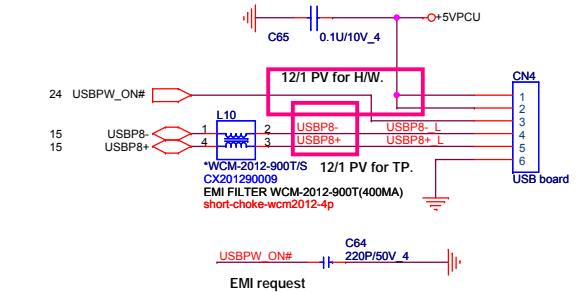 +5VPCU
C65
0.1U/10V_4
12/1 PV for H/W.
CN4
24 USBPW_ON#
1
2
3
4
5
6
L10
15 USBP8-
15 USBP8+
1
4
2
3
USBP8-
USBP8+
USBP8-_L
USBP8+_L
*WCM-2012-900T/S
12/1 PV for TP.
CX201290009
USB board
EMI FILTER WCM-2012-900T(400MA)
short-choke-wcm2012-4p
C64
USBPW_ON#
220P/50V_4
EMI request